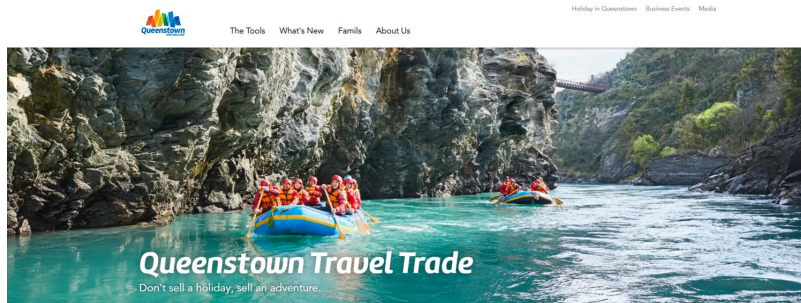 Holiday in Queenstown Business Events Media
Queenstown
The Tools What's New Famils About Us
Queenstown Travel Trade
Don't sell a holiday, sell an adventure.